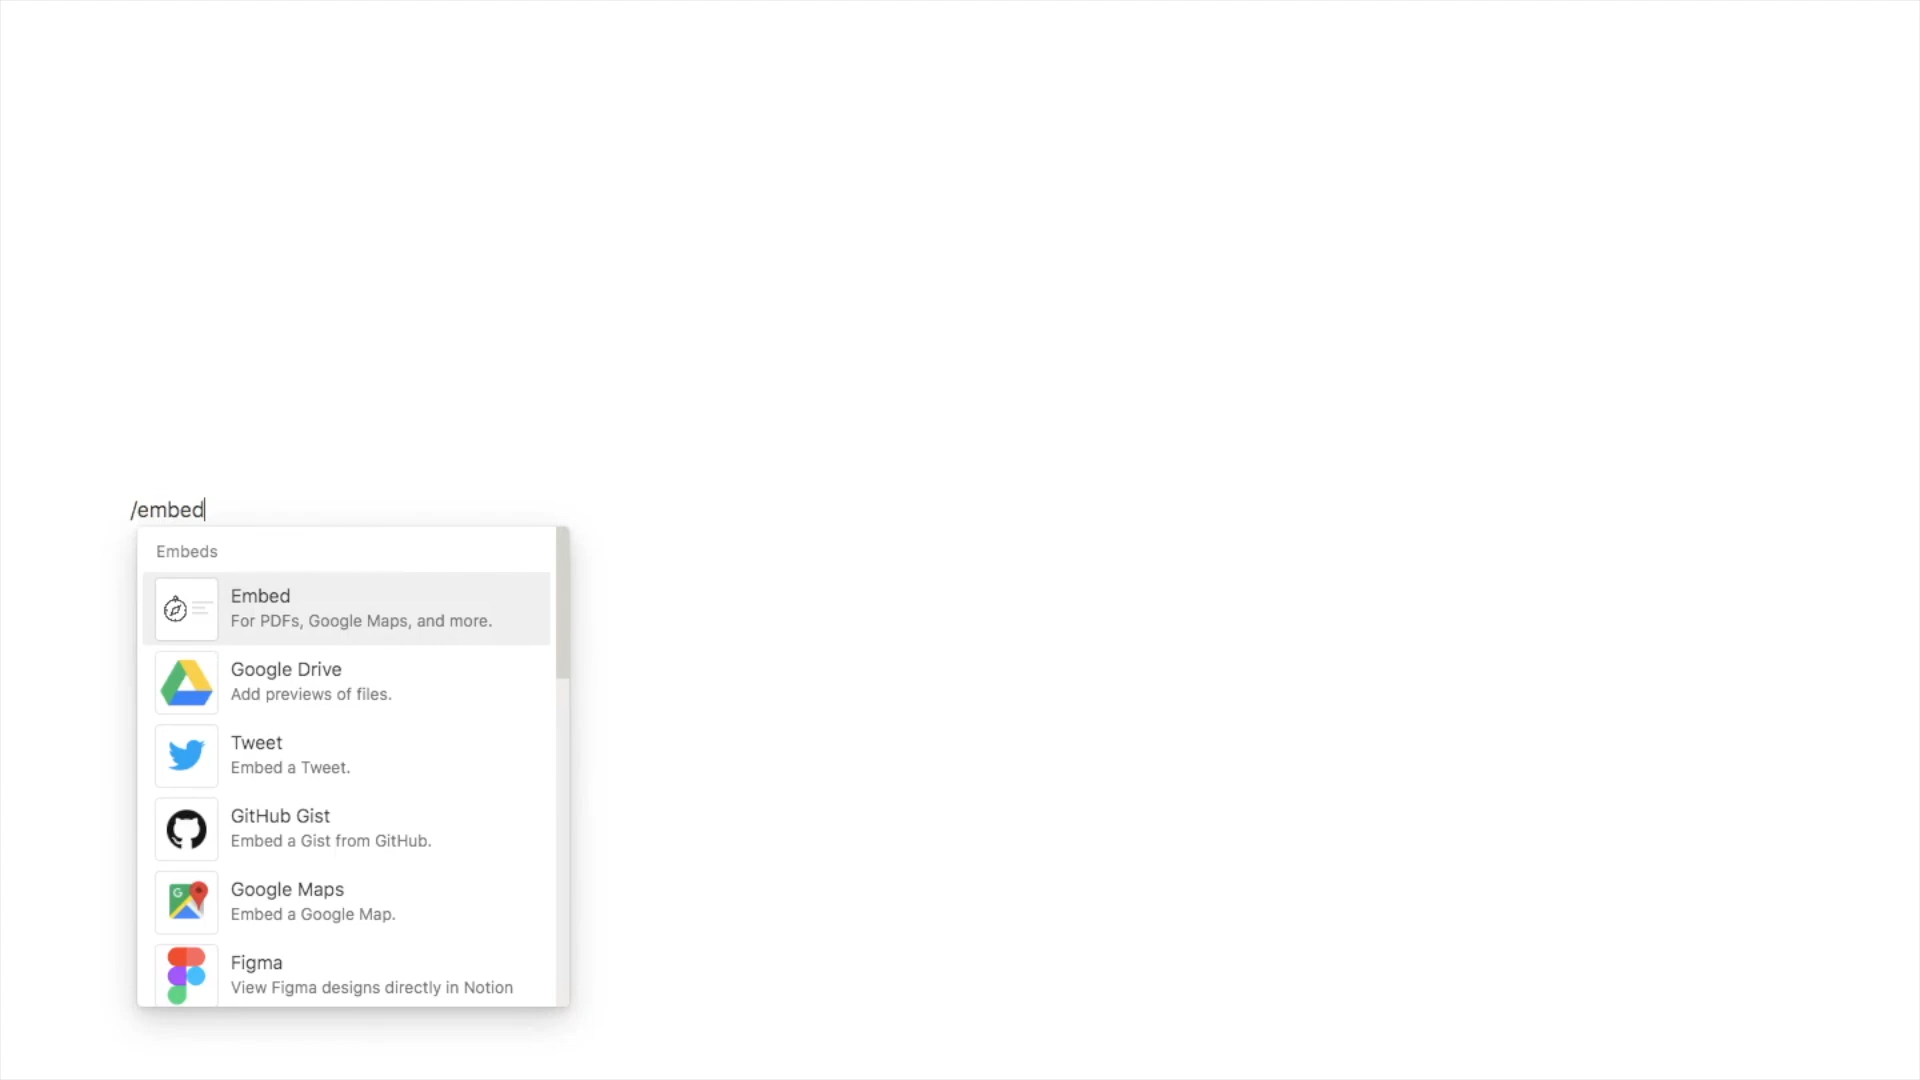 /embed
Embeds
Embed
For PDFs, Google Maps, and more.
Google Drive
Add previews of files.
Tweet
Embed a Tweet.
GitHub Gist
Embed a Gist from GitHub.
G
Google Maps
Embed a Google Map.
Figma
View Figma designs directly in Notion